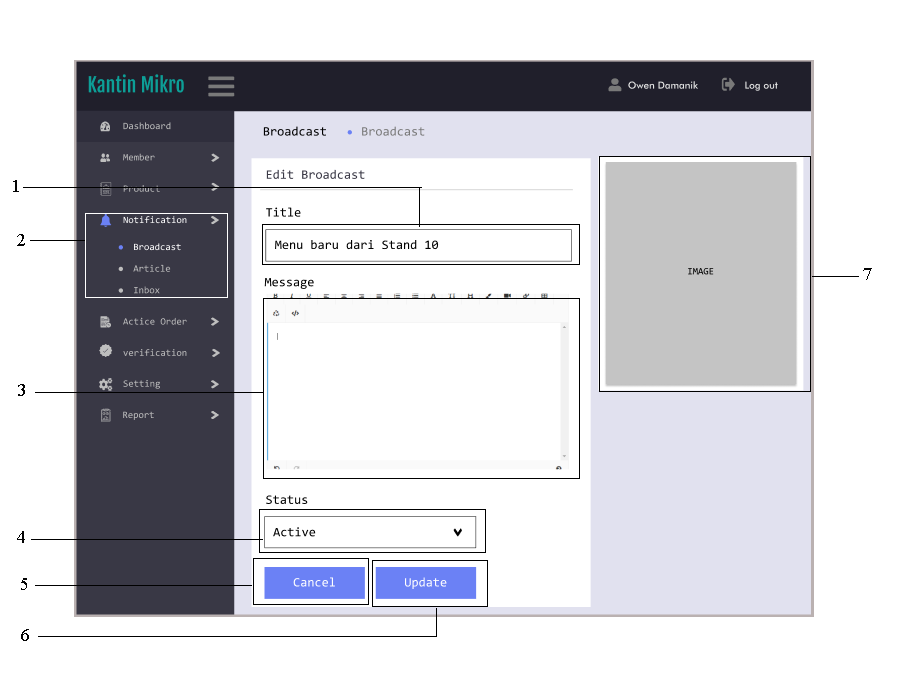 Kantin Mikro
Owen Damanik
Log out
Dashboard
Member
Product
Notification
Broadcast
Article
Inbox
Actice Order
verification
Setting
Report
Broadcast • Broadcast
Edit Broadcast
Title
Menu baru dari Stand 10
Message
Status
Active
Cancel
Update
IMAGE
1
2
3
4
5
6
7